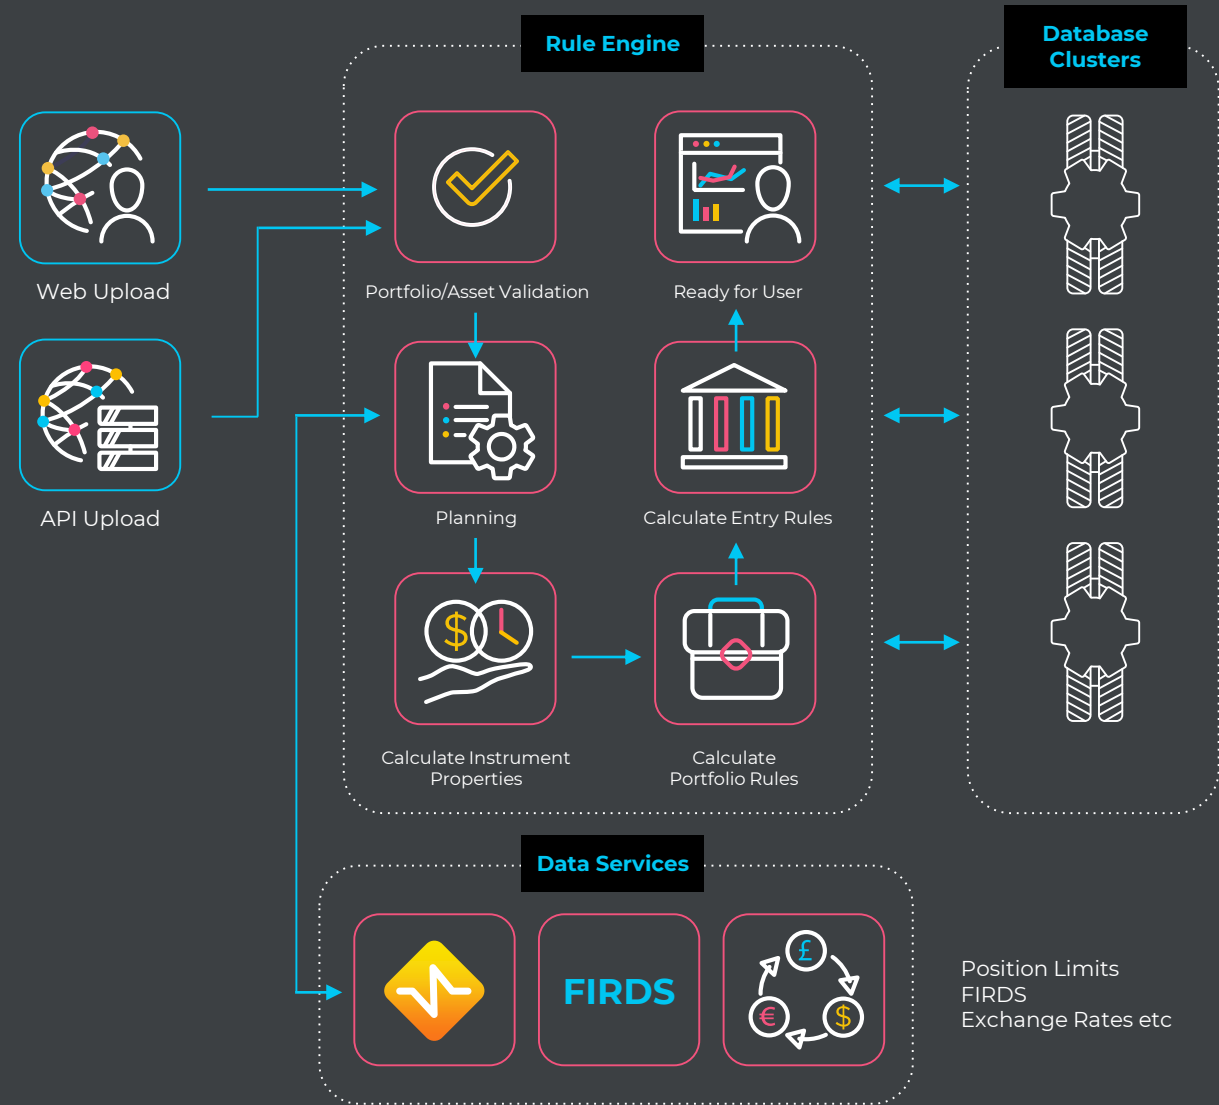 Rule Engine
Database
Clusters
Web Upload
Portfolio/Asset Validation
Ready for User
API Upload
Planning
Calculate Entry Rules
$
Calculate Instrument
Properties
Calculate
Portfolio Rules
Data Services
FIRDS
£
€
$
Position Limits
FIRDS
Exchange Rates etc